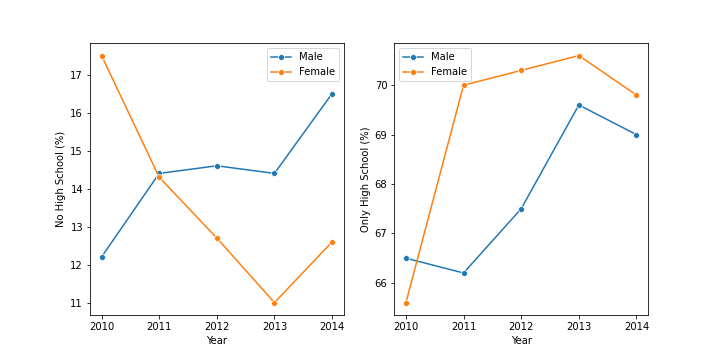 No High School (%)
17
16
15
14
13
12
11
2010 2011 2012 2013 2014
Year
Male
Female
Only High School (%)
70
69
68
67
66
2010 2011 2012 2013 2014
Year
Male
Female